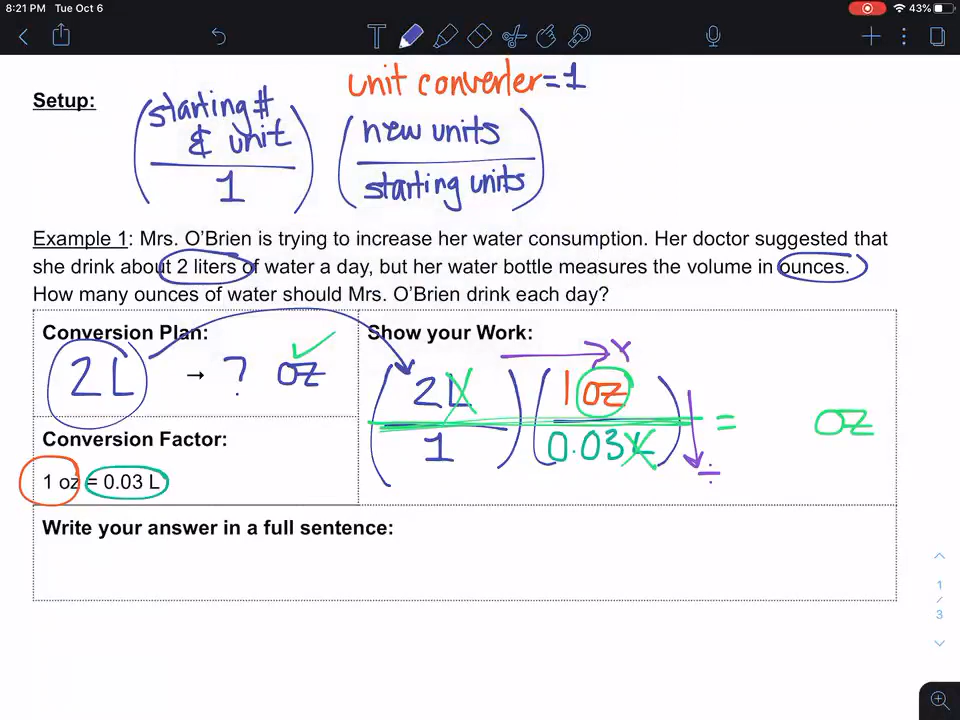 8:21 PM Tue Oct 6
43%
unit converter = 1
Setup:
starting #
& unit
1
new units
starting units
Example 1: Mrs. O'Brien is trying to increase her water consumption. Her doctor suggested that
she drink about 2 liters of water a day, but her water bottle measures the volume in ounces.
How many ounces of water should Mrs. O'Brien drink each day?
Conversion Plan:
2L → ? oz
Show your Work:
x
(2L) (1 oz) = oz
1 0.03L
÷
Conversion Factor:
1 oz = 0.03 L
Write your answer in a full sentence:
1
/
3